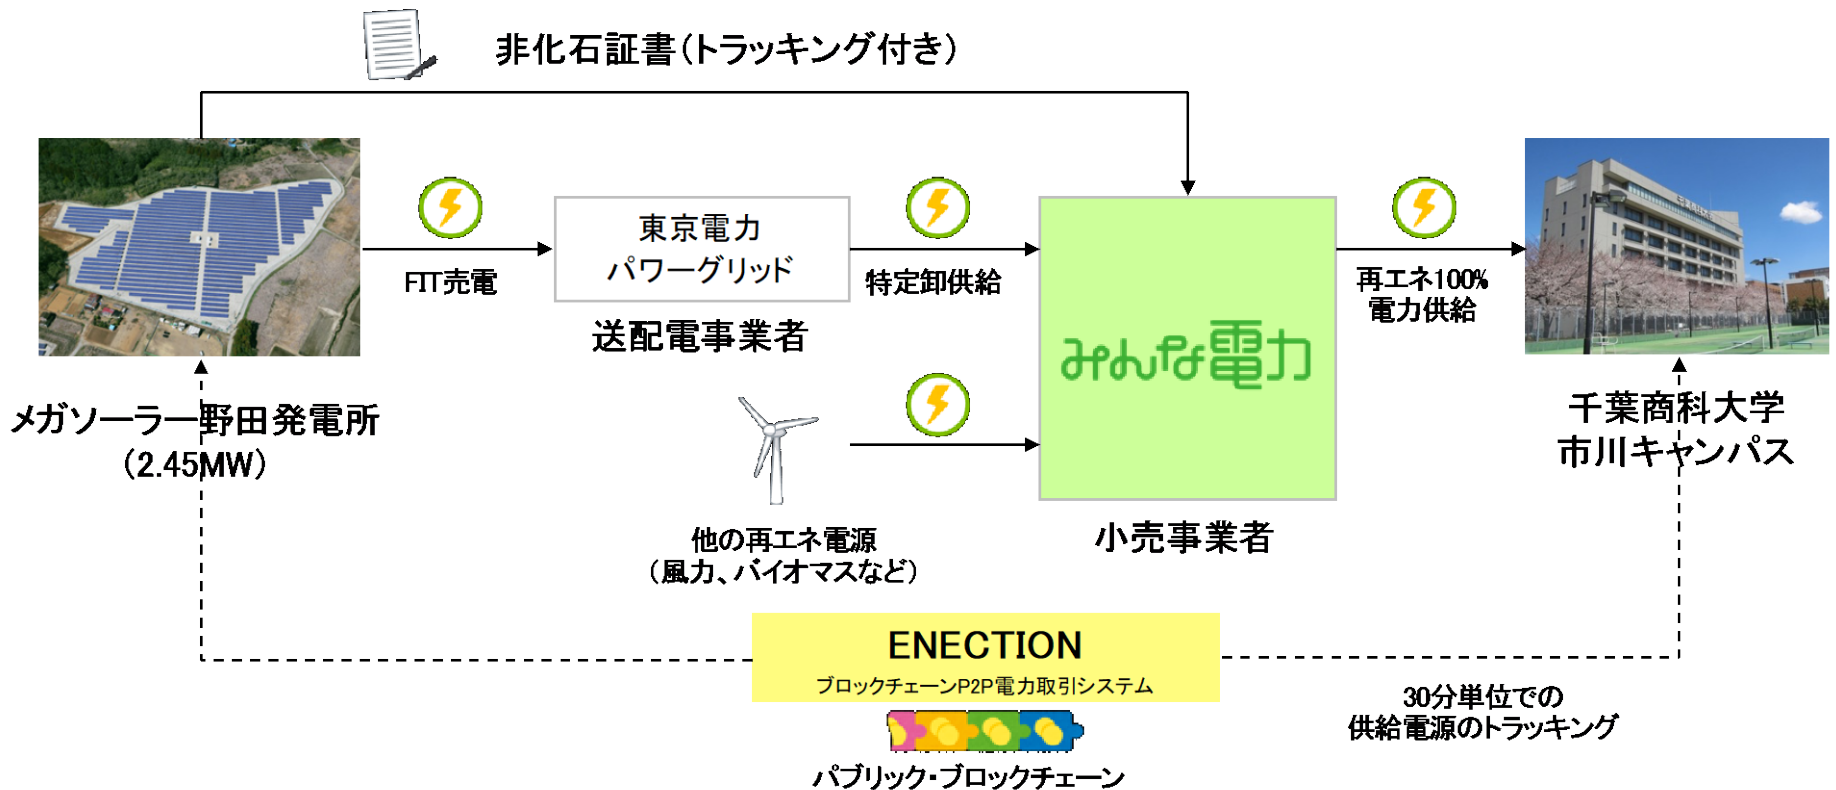 非化石証書（トラッキング付き）
東京電力
パワーグリッド
送配電事業者
FIT売電
特定卸供給
みんな電力
小売事業者
再エネ100%
電力供給
メガソーラー野田発電所
（2.45MW）
千葉商科大学
市川キャンパス
他の再エネ電源
（風力、バイオマスなど）
ENECTION
ブロックチェーンP2P電力取引システム
30分単位での
供給電源のトラッキング
パブリック・ブロックチェーン